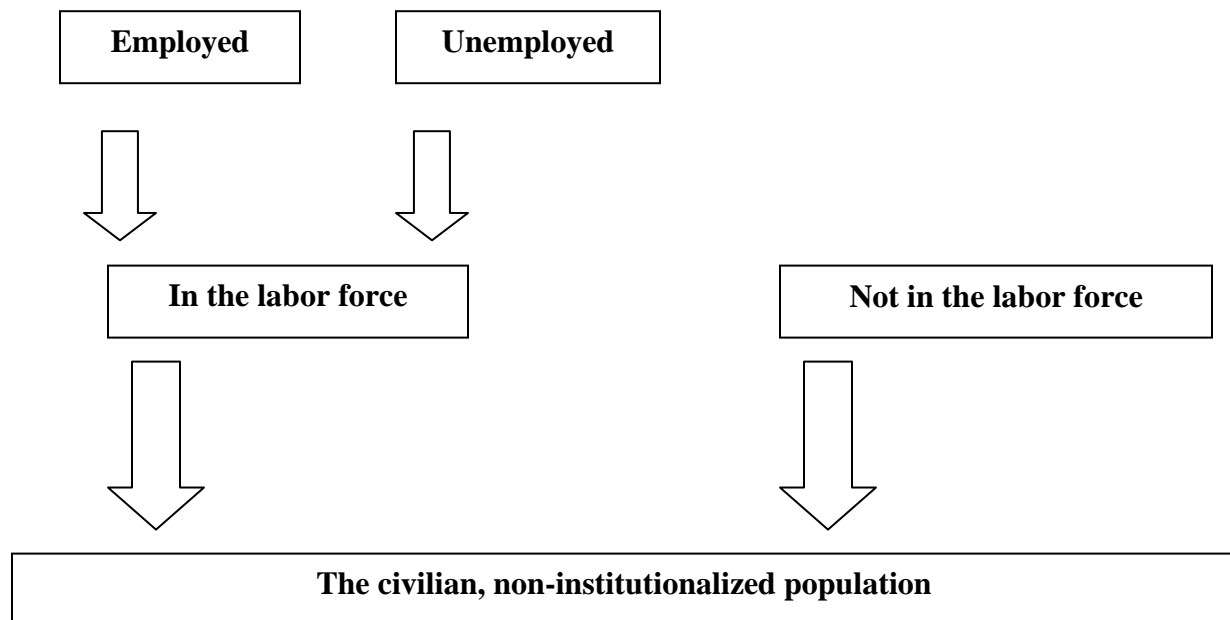 Employed
Unemployed
In the labor force
Not in the labor force
The civilian, non-institutionalized population